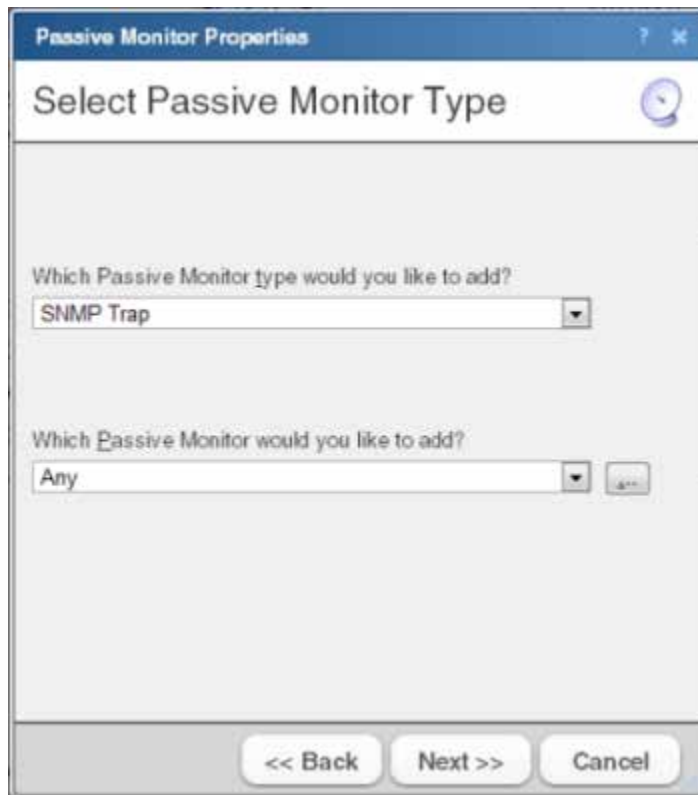 Passive Monitor Properties ? ×
Select Passive Monitor Type
Which Passive Monitor type would you like to add?
SNMP Trap
Which Passive Monitor would you like to add?
Any ...
<< Back Next >> Cancel